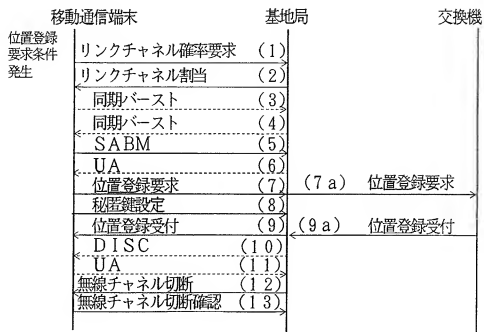 移動通信端末 基地局 交換機
位置登録
要求条件
発生
リンクチャネル確率要求 (1)
リンクチャネル割当 (2)
同期バースト (3)
同期バースト (4)
SABM (5)
UA (6)
位置登録要求 (7) (7a) 位置登録要求
秘匿鍵設定 (8)
位置登録受付 (9) (9a) 位置登録受付
DISC (10)
UA (11)
無線チャネル切断 (12)
無線チャネル切断確認 (13)